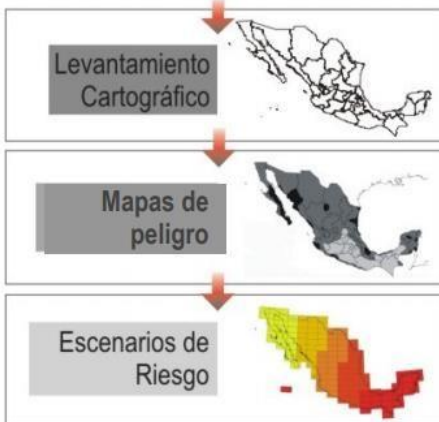 Levantamiento
Cartográfico
Mapas de
peligro
Escenarios de
Riesgo